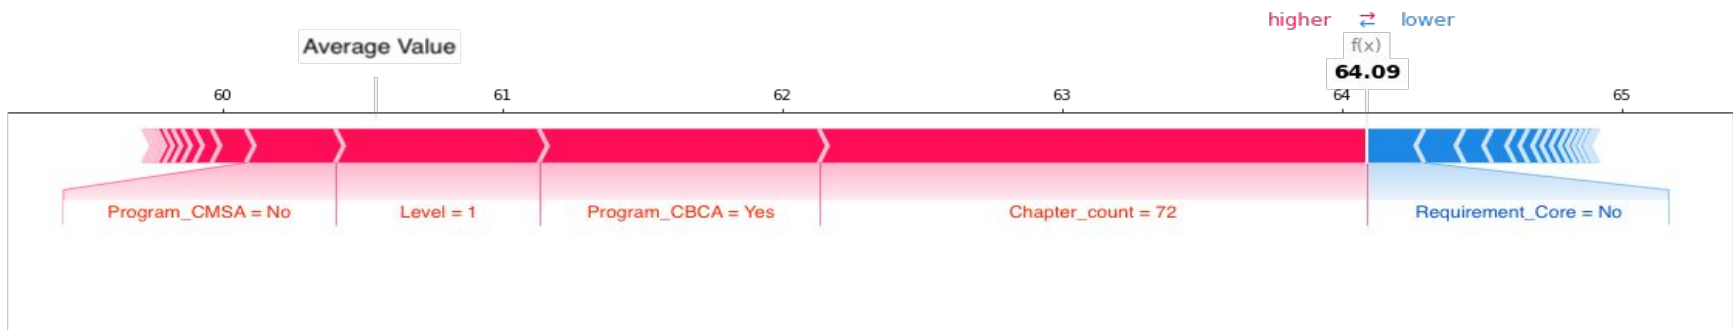 higher ⇄ lower
Average Value
f(x)
64.09
60 61 62 63 64 65
Program_CMSA = No Level = 1 Program_CBCA = Yes Chapter_count = 72 Requirement_Core = No